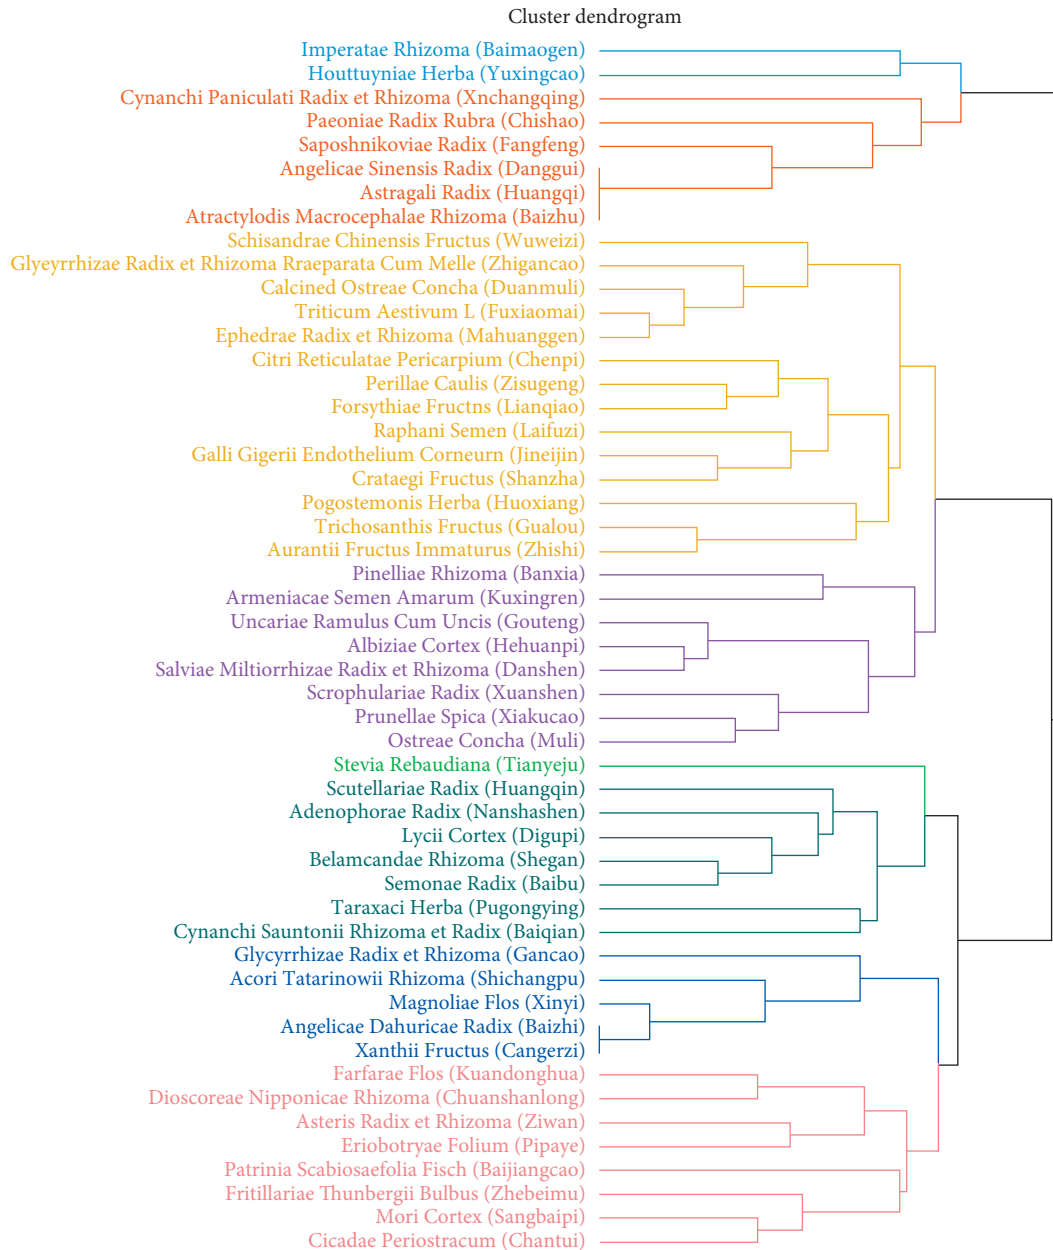 Cluster dendrogram
Imperatae Rhizoma (Baimaogen)
Houttuyniae Herba (Yuxingcao)
Cynanchi Paniculati Radix et Rhizoma (Xnchangqing)
Paeoniae Radix Rubra (Chishao)
Saposhnikoviae Radix (Fangfeng)
Angelicae Sinensis Radix (Danggui)
Astragali Radix (Huangqi)
Atractylodis Macrocephalae Rhizoma (Baizhu)
Schisandrae Chinensis Fructus (Wuweizi)
Glyeyrrhizae Radix et Rhizoma Rraeparata Cum Melle (Zhigancao)
Calcined Ostreae Concha (Duanmuli)
Triticum Aestivum L (Fuxiaomai)
Ephedrae Radix et Rhizoma (Mahuanggen)
Citri Reticulatae Pericarpium (Chenpi)
Perillae Caulis (Zisugeng)
Forsythiae Fructns (Lianqiao)
Raphani Semen (Laifuzi)
Galli Gigerii Endothelium Corneurn (Jineijin)
Crataegi Fructus (Shanzha)
Pogostemonis Herba (Huoxiang)
Trichosanthis Fructus (Gualou)
Aurantii Fructus Immaturus (Zhishi)
Pinelliae Rhizoma (Banxia)
Armeniacae Semen Amarum (Kuxingren)
Uncariae Ramulus Cum Uncis (Gouteng)
Albiziae Cortex (Hehuanpi)
Salviae Miltiorrhizae Radix et Rhizoma (Danshen)
Scrophulariae Radix (Xuanshen)
Prunellae Spica (Xiakucao)
Ostreae Concha (Muli)
Stevia Rebaudiana (Tianyeju)
Scutellariae Radix (Huangqin)
Adenophorae Radix (Nanshashen)
Lycii Cortex (Digupi)
Belamcandae Rhizoma (Shegan)
Semonae Radix (Baibu)
Taraxaci Herba (Pugongying)
Cynanchi Sauntonii Rhizoma et Radix (Baiqian)
Glycyrrhizae Radix et Rhizoma (Gancao)
Acori Tatarinowii Rhizoma (Shichangpu)
Magnoliae Flos (Xinyi)
Angelicae Dahuricae Radix (Baizhi)
Xanthii Fructus (Cangerzi)
Farfarae Flos (Kuandonghua)
Dioscoreae Nipponicae Rhizoma (Chuanshanlong)
Asteris Radix et Rhizoma (Ziwan)
Eriobotryae Folium (Pipaye)
Patrinia Scabiosaefolia Fisch (Baijiangcao)
Fritillariae Thunbergii Bulbus (Zhebeimu)
Mori Cortex (Sangbaipi)
Cicadae Periostracum (Chantui)